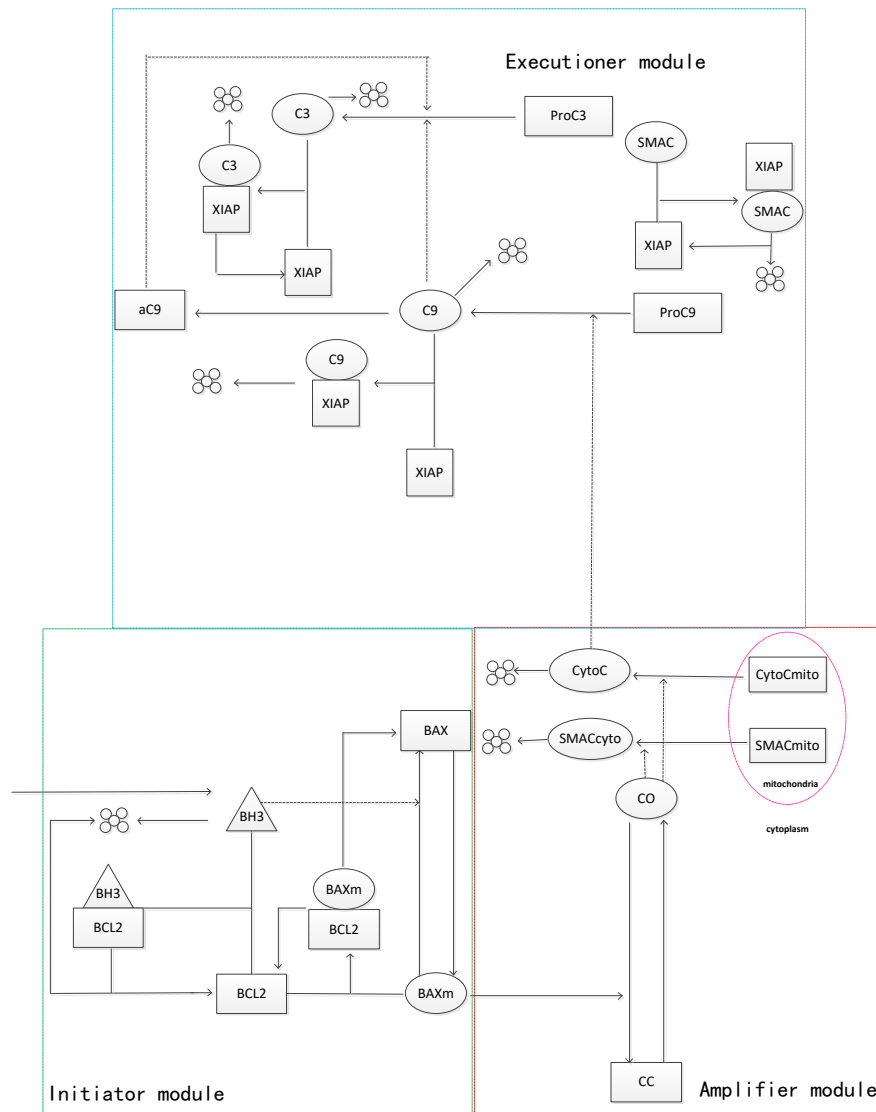 Executioner module
C3
ProC3
SMAC
C3
XIAP
XIAP
SMAC
XIAP
XIAP
aC9
C9
ProC9
C9
XIAP
XIAP
CytoC
CytoCmito
BAX
SMACcyto
SMACmito
mitochondria
CO
BH3
cytoplasm
BH3
BAXm
BCL2
BCL2
BCL2
BAXm
CC
Initiator module
Amplifier module